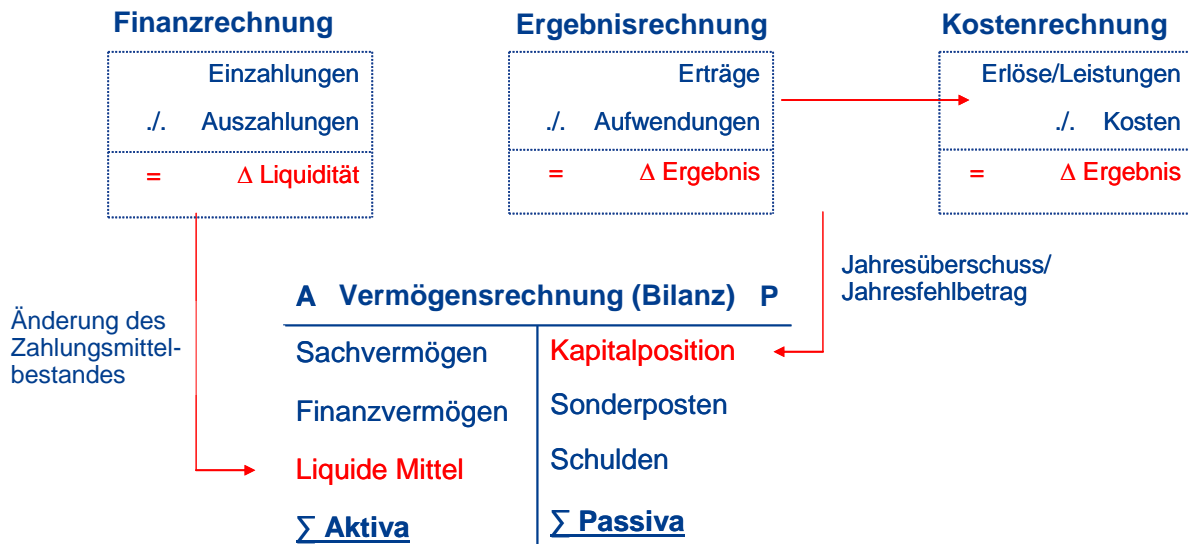 Finanzrechnung
Einzahlungen
./. Auszahlungen
= Δ Liquidität
Ergebnisrechnung
Erträge
./. Aufwendungen
= Δ Ergebnis
Kostenrechnung
Erlöse/Leistungen
./. Kosten
= Δ Ergebnis
Änderung des
Zahlungsmittel-
bestandes
Jahresüberschuss/
Jahresfehlbetrag
A Vermögensrechnung (Bilanz) P
Sachvermögen
Finanzvermögen
Liquide Mittel
∑ Aktiva
Kapitalposition
Sonderposten
Schulden
∑ Passiva